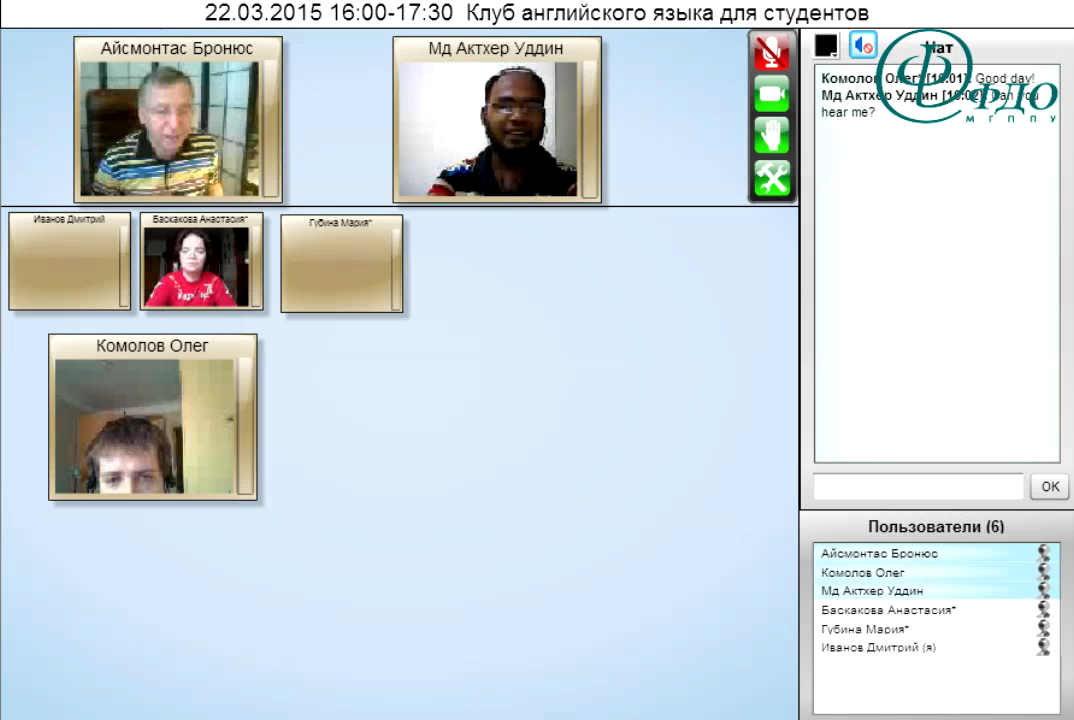 22.03.2015 16:00-17:30 Клуб английского языка для студентов
Айсмонтас Бронюс
Мд Актхер Уддин
Иванов Дмитрий
Баскакова Анастасия*
Губина Мария*
Комолов Олег
Чат
Комолов Олег* [16:01]: Good day!
Мд Актхер Уддин [16:02]: Can you
hear me?
ФДО
МГППУ
OK
Пользователи (6)
Айсмонтас Бронюс
Комолов Олег
Мд Актхер Уддин
Баскакова Анастасия*
Губина Мария*
Иванов Дмитрий (я)